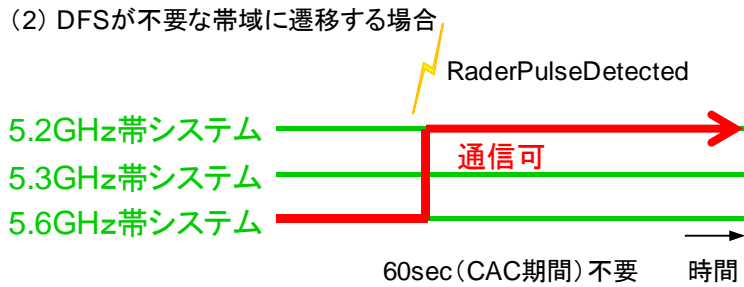 （2）DFSが不要な帯域に遷移する場合
RaderPulseDetected
5.2GHz帯システム
通信可
5.3GHz帯システム
5.6GHz帯システム
60sec（CAC期間）不要 時間